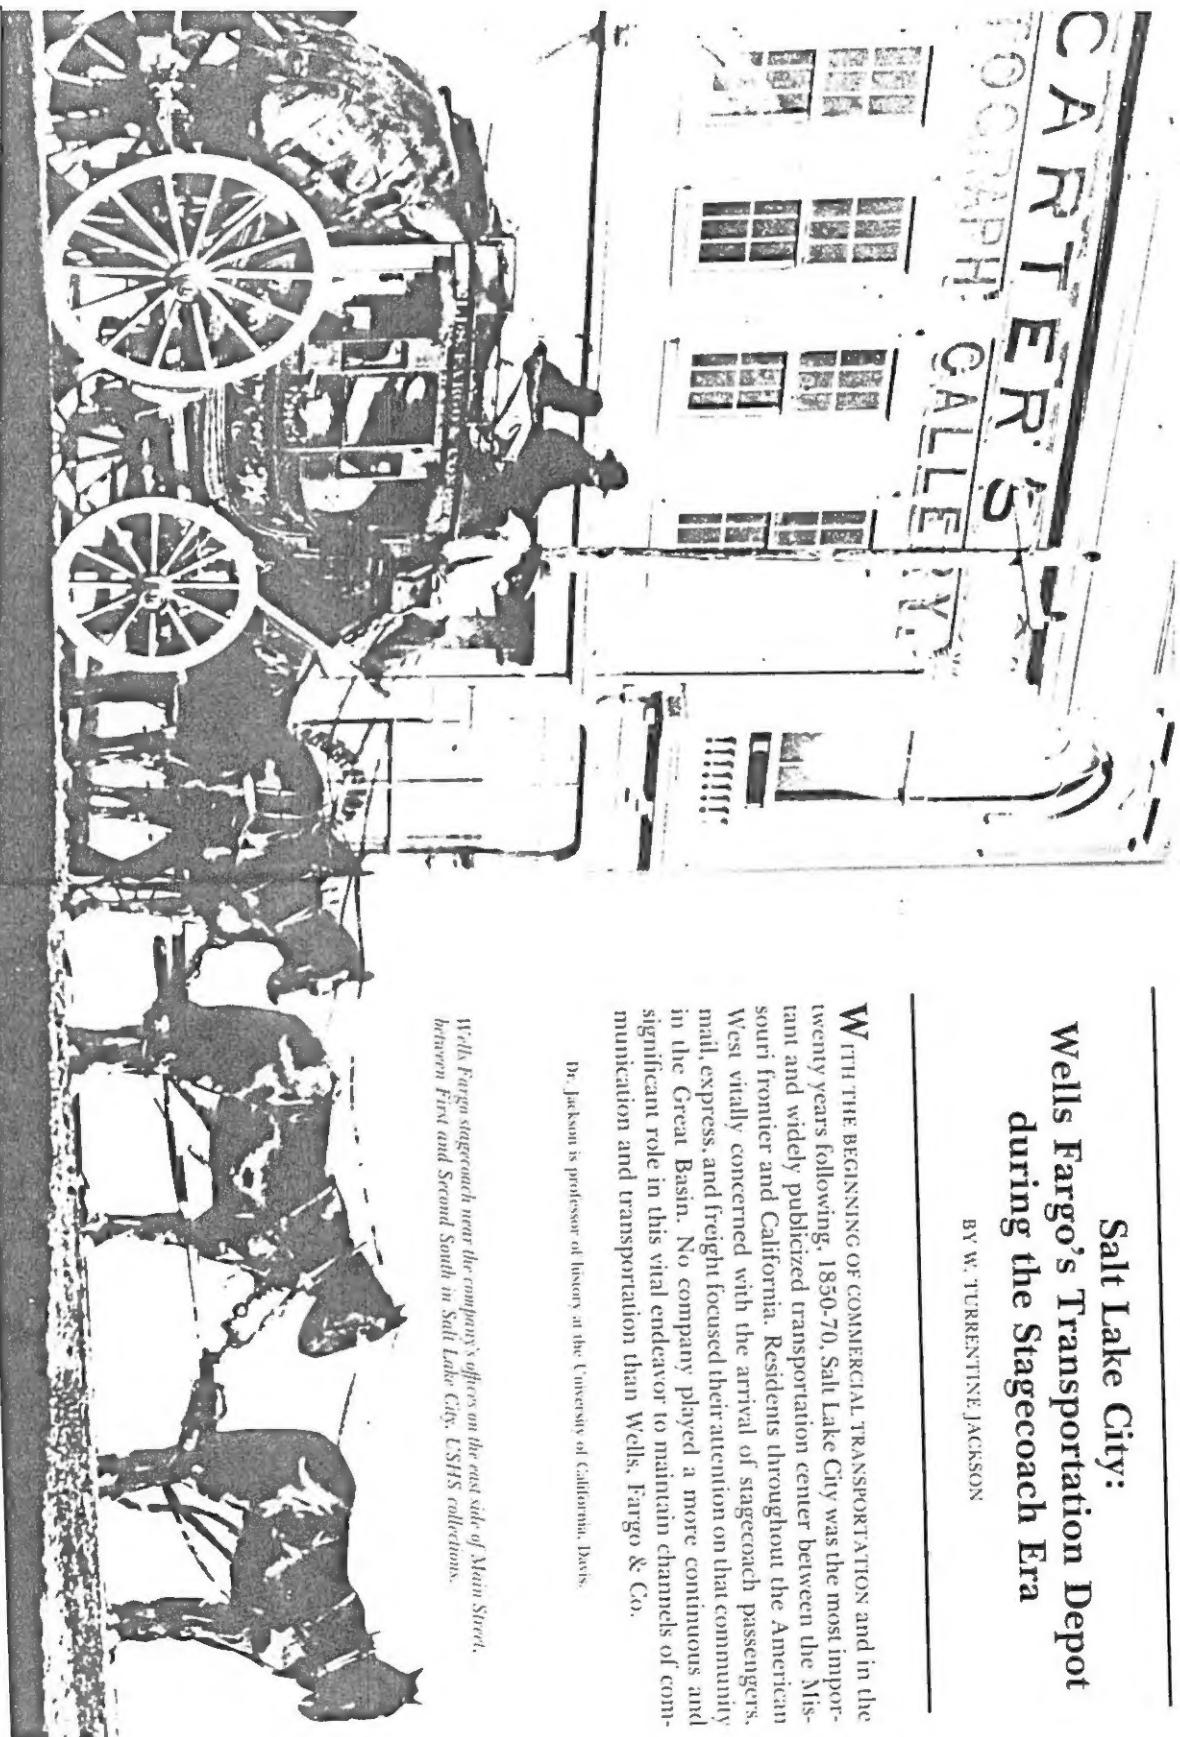 CARTER'S
TOGRAPH. GALLERY.
Salt Lake City:
Wells Fargo's Transportation Depot
during the Stagecoach Era
BY W. TURRENTINE JACKSON
WITH THE BEGINNING OF COMMERCIAL TRANSPORTATION and in the
twenty years following, 1850-70, Salt Lake City was the most impor-
tant and widely publicized transportation center between the Mis-
souri frontier and California. Residents throughout the American
West vitally concerned with the arrival of stagecoach passengers,
mail, express, and freight focused their attention on that community
in the Great Basin. No company played a more continuous and
significant role in this vital endeavor to maintain channels of com-
munication and transportation than Wells, Fargo & Co.
Dr. Jackson is professor of history at the University of California, Davis.
Wells Fargo stagecoach near the company's offices on the east side of Main Street,
between First and Second South in Salt Lake City. USHS collections.